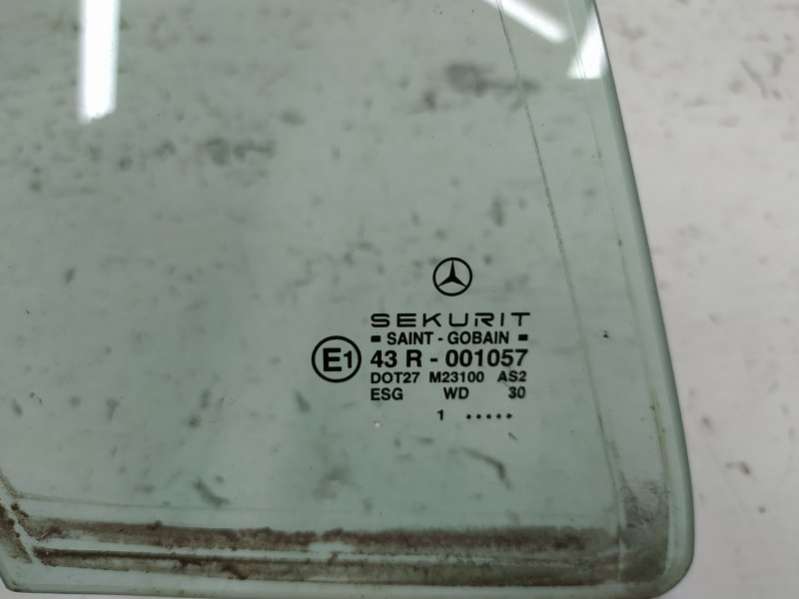 SEKURIT
SAINT - GOBAIN
E1 43 R - 001057
DOT27 M23100 AS2
ESG WD 30
1 .....